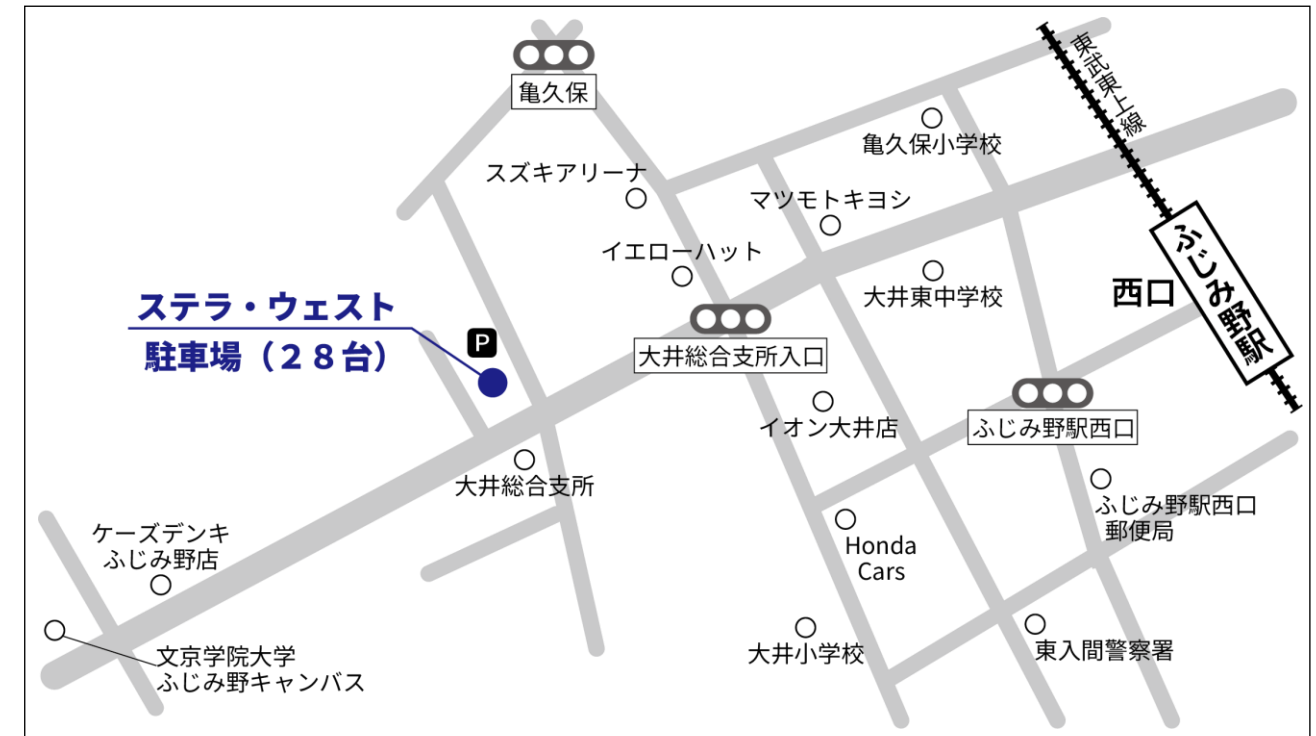 亀久保
東武東上線
亀久保小学校
スズキアリーナ
マツモトキヨシ
イエローハット
ふじみ野駅
西口
大井東中学校
ステラ・ウェスト
駐車場（２８台）
P
大井総合支所入口
イオン大井店
ふじみ野駅西口
大井総合支所
ふじみ野駅西口
郵便局
ケーズデンキ
ふじみ野店
Honda
Cars
文京学院大学
ふじみ野キャンバス
大井小学校
東入間警察署